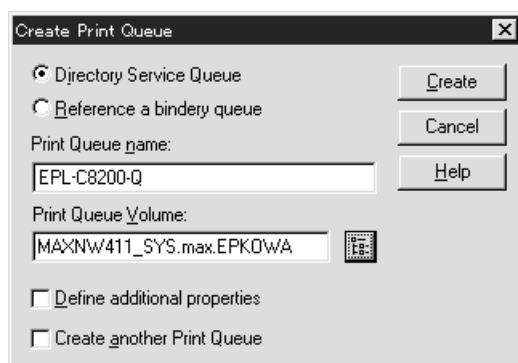 Create Print Queue
Directory Service Queue
Reference a bindery queue
Print Queue name:
EPL-C8200-Q
Print Queue Volume:
MAXNW411_SYS.max.EPKOWA
Define additional properties
Create another Print Queue
Create
Cancel
Help